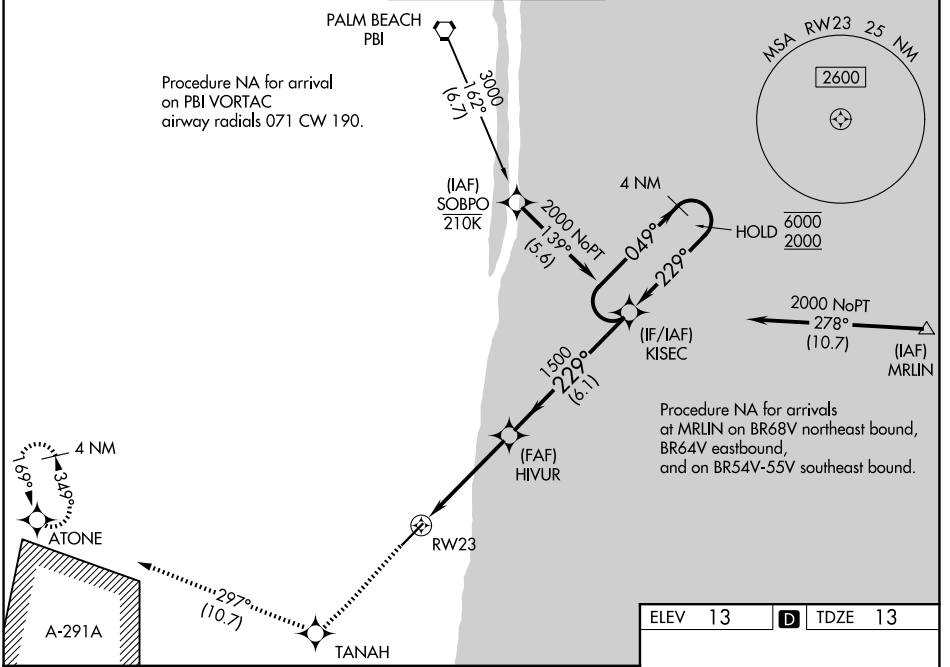 PALM BEACH
PBI
Procedure NA for arrival
on PBI VORTAC
airway radials 071 CW 190.
3000
162°
(6.7)
MSA RW23 25 NM
2600
(IAF)
SOBPO
210K
2000 NoPT
139°
(5.6)
4 NM
049°
229°
HOLD
6000
2000
(IF/IAF)
KISEC
2000 NoPT
278°
(10.7)
(IAF)
MRLIN
1500
229°
(6.1)
Procedure NA for arrivals
at MRLIN on BR68V northeast bound,
BR64V eastbound,
and on BR54V-55V southeast bound.
(FAF)
HIVUR
4 NM
169°
349°
ATONE
RW23
297°
(10.7)
A-291A
TANAH
ELEV 13 D TDZE 13